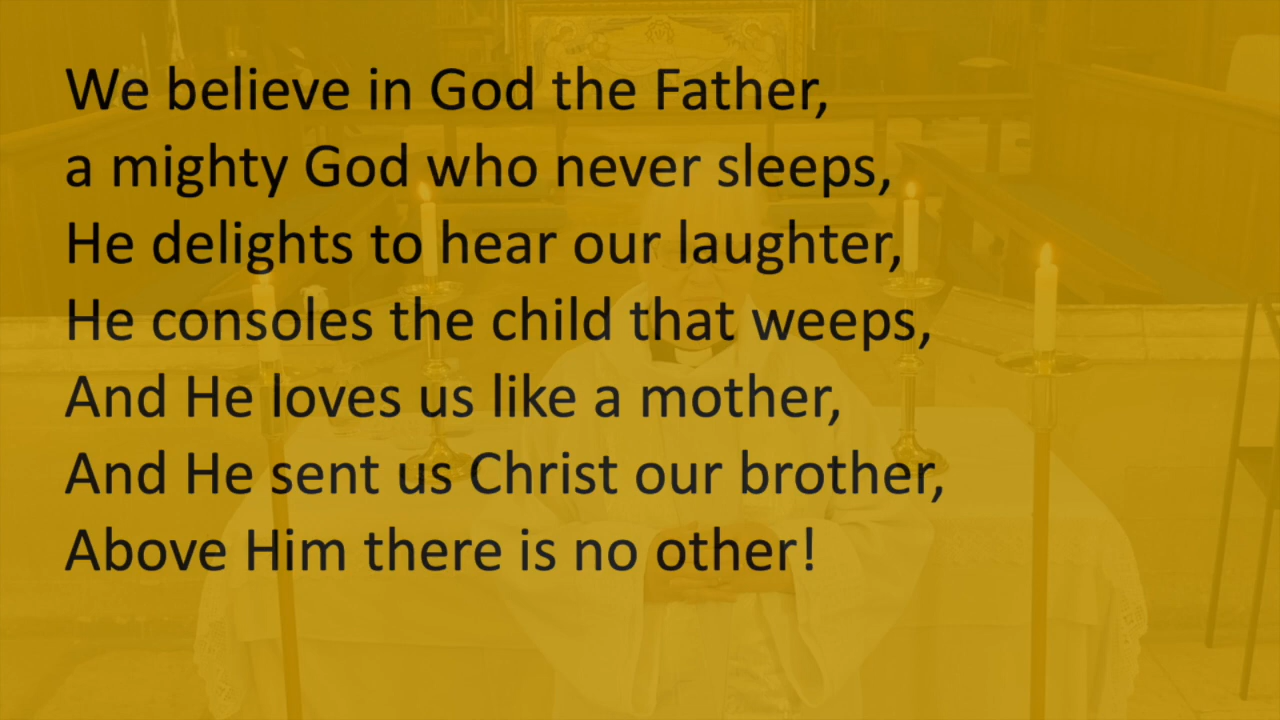 We believe in God the Father,
a mighty God who never sleeps,
He delights to hear our laughter,
He consoles the child that weeps,
And He loves us like a mother,
And He sent us Christ our brother,
Above Him there is no other!